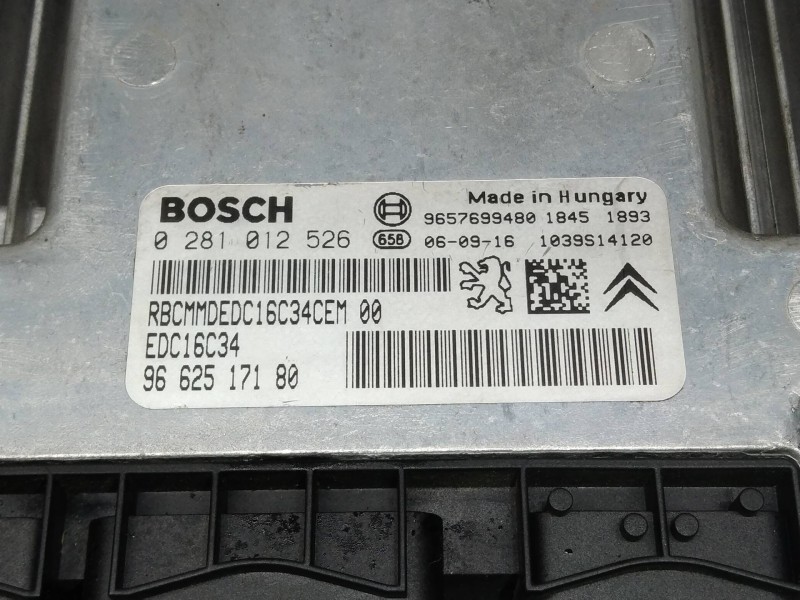 BOSCH
Made in Hungary
9657699480 1845 1893
0 281 012 526 658 06-09-16 1039S14120
RBCMMDEDC16C34CEM 00
EDC16C34
96 625 171 80